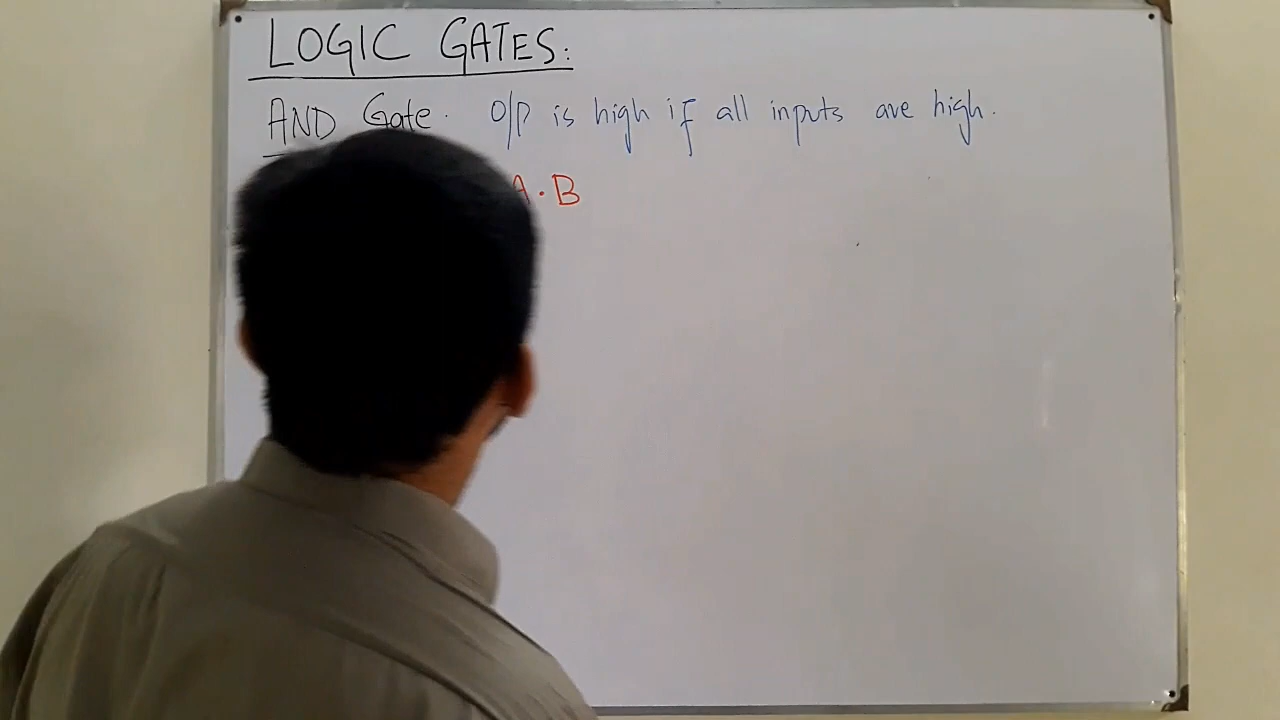 LOGIC GATES:
AND Gate. O/P is high if all inputs are high.
A.B